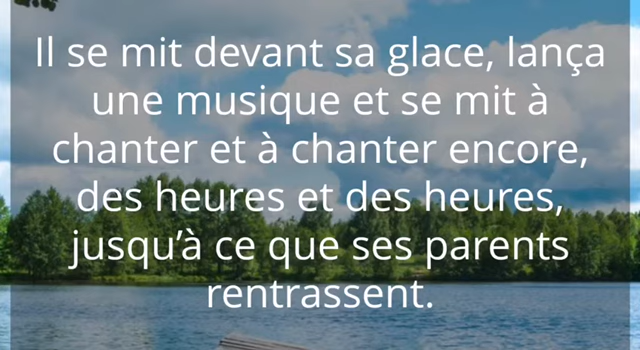 Il se mit devant sa glace, lança
une musique et se mit à
chanter et à chanter encore,
des heures et des heures,
jusqu’à ce que ses parents
rentrassent.